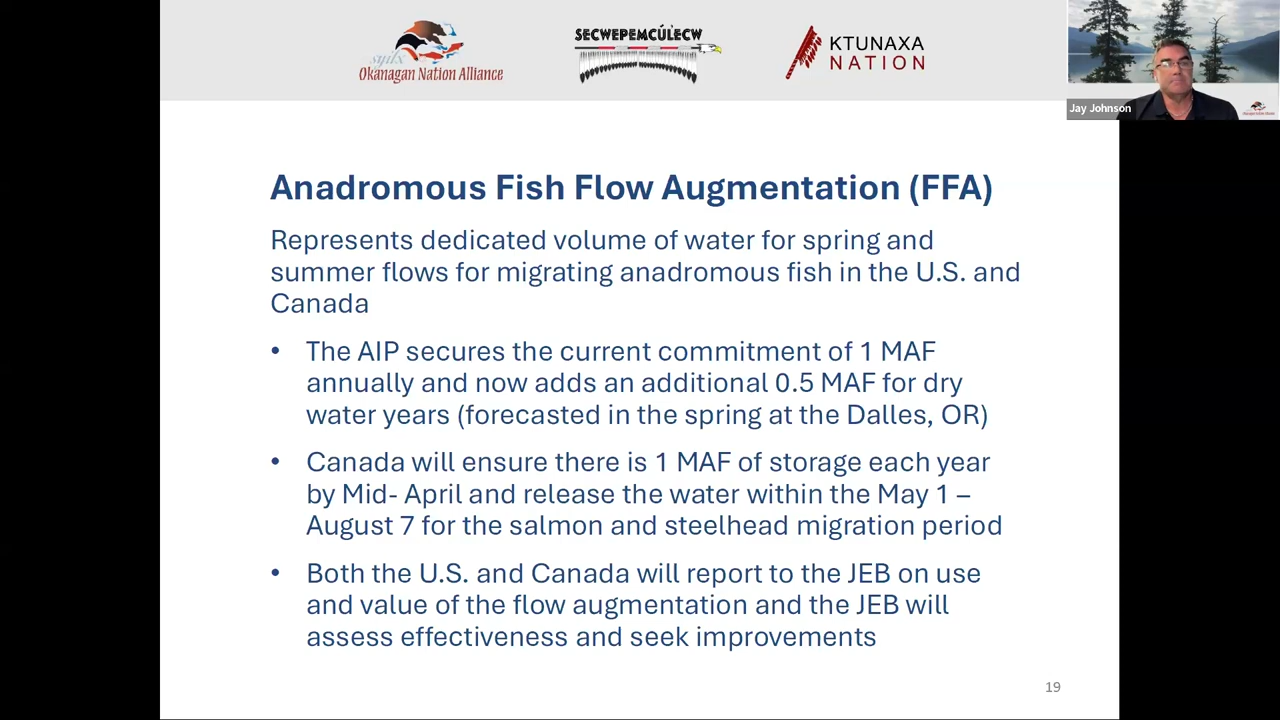 syilx
Okanagan Nation Alliance
SECWEPEMCÚLECW
KTUNAXA
NATION
Jay Johnson
Anadromous Fish Flow Augmentation (FFA)
Represents dedicated volume of water for spring and
summer flows for migrating anadromous fish in the U.S. and
Canada
• The AIP secures the current commitment of 1 MAF
annually and now adds an additional 0.5 MAF for dry
water years (forecasted in the spring at the Dalles, OR)
• Canada will ensure there is 1 MAF of storage each year
by Mid- April and release the water within the May 1 –
August 7 for the salmon and steelhead migration period
• Both the U.S. and Canada will report to the JEB on use
and value of the flow augmentation and the JEB will
assess effectiveness and seek improvements
19